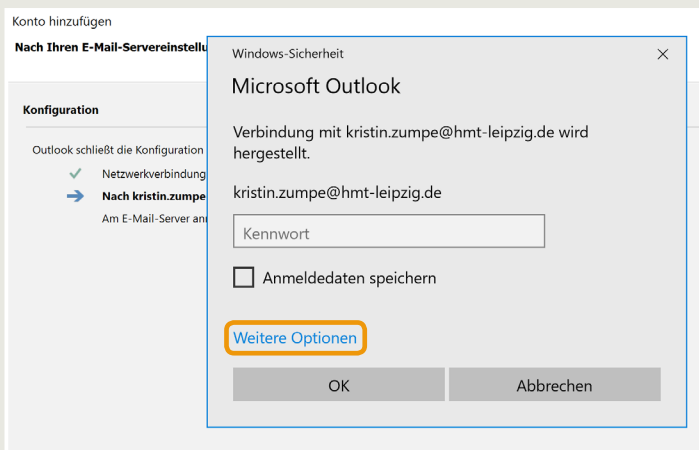 Konto hinzufügen
Nach Ihren E-Mail-Servereinstellu
Konfiguration
Outlook schließt die Konfiguration
Netzwerkverbindung
Nach kristin.zumpe
Am E-Mail-Server an
Windows-Sicherheit
Microsoft Outlook
Verbindung mit kristin.zumpe@hmt-leipzig.de wird
hergestellt.
kristin.zumpe@hmt-leipzig.de
Kennwort
Anmeldedaten speichern
Weitere Optionen
OK
Abbrechen